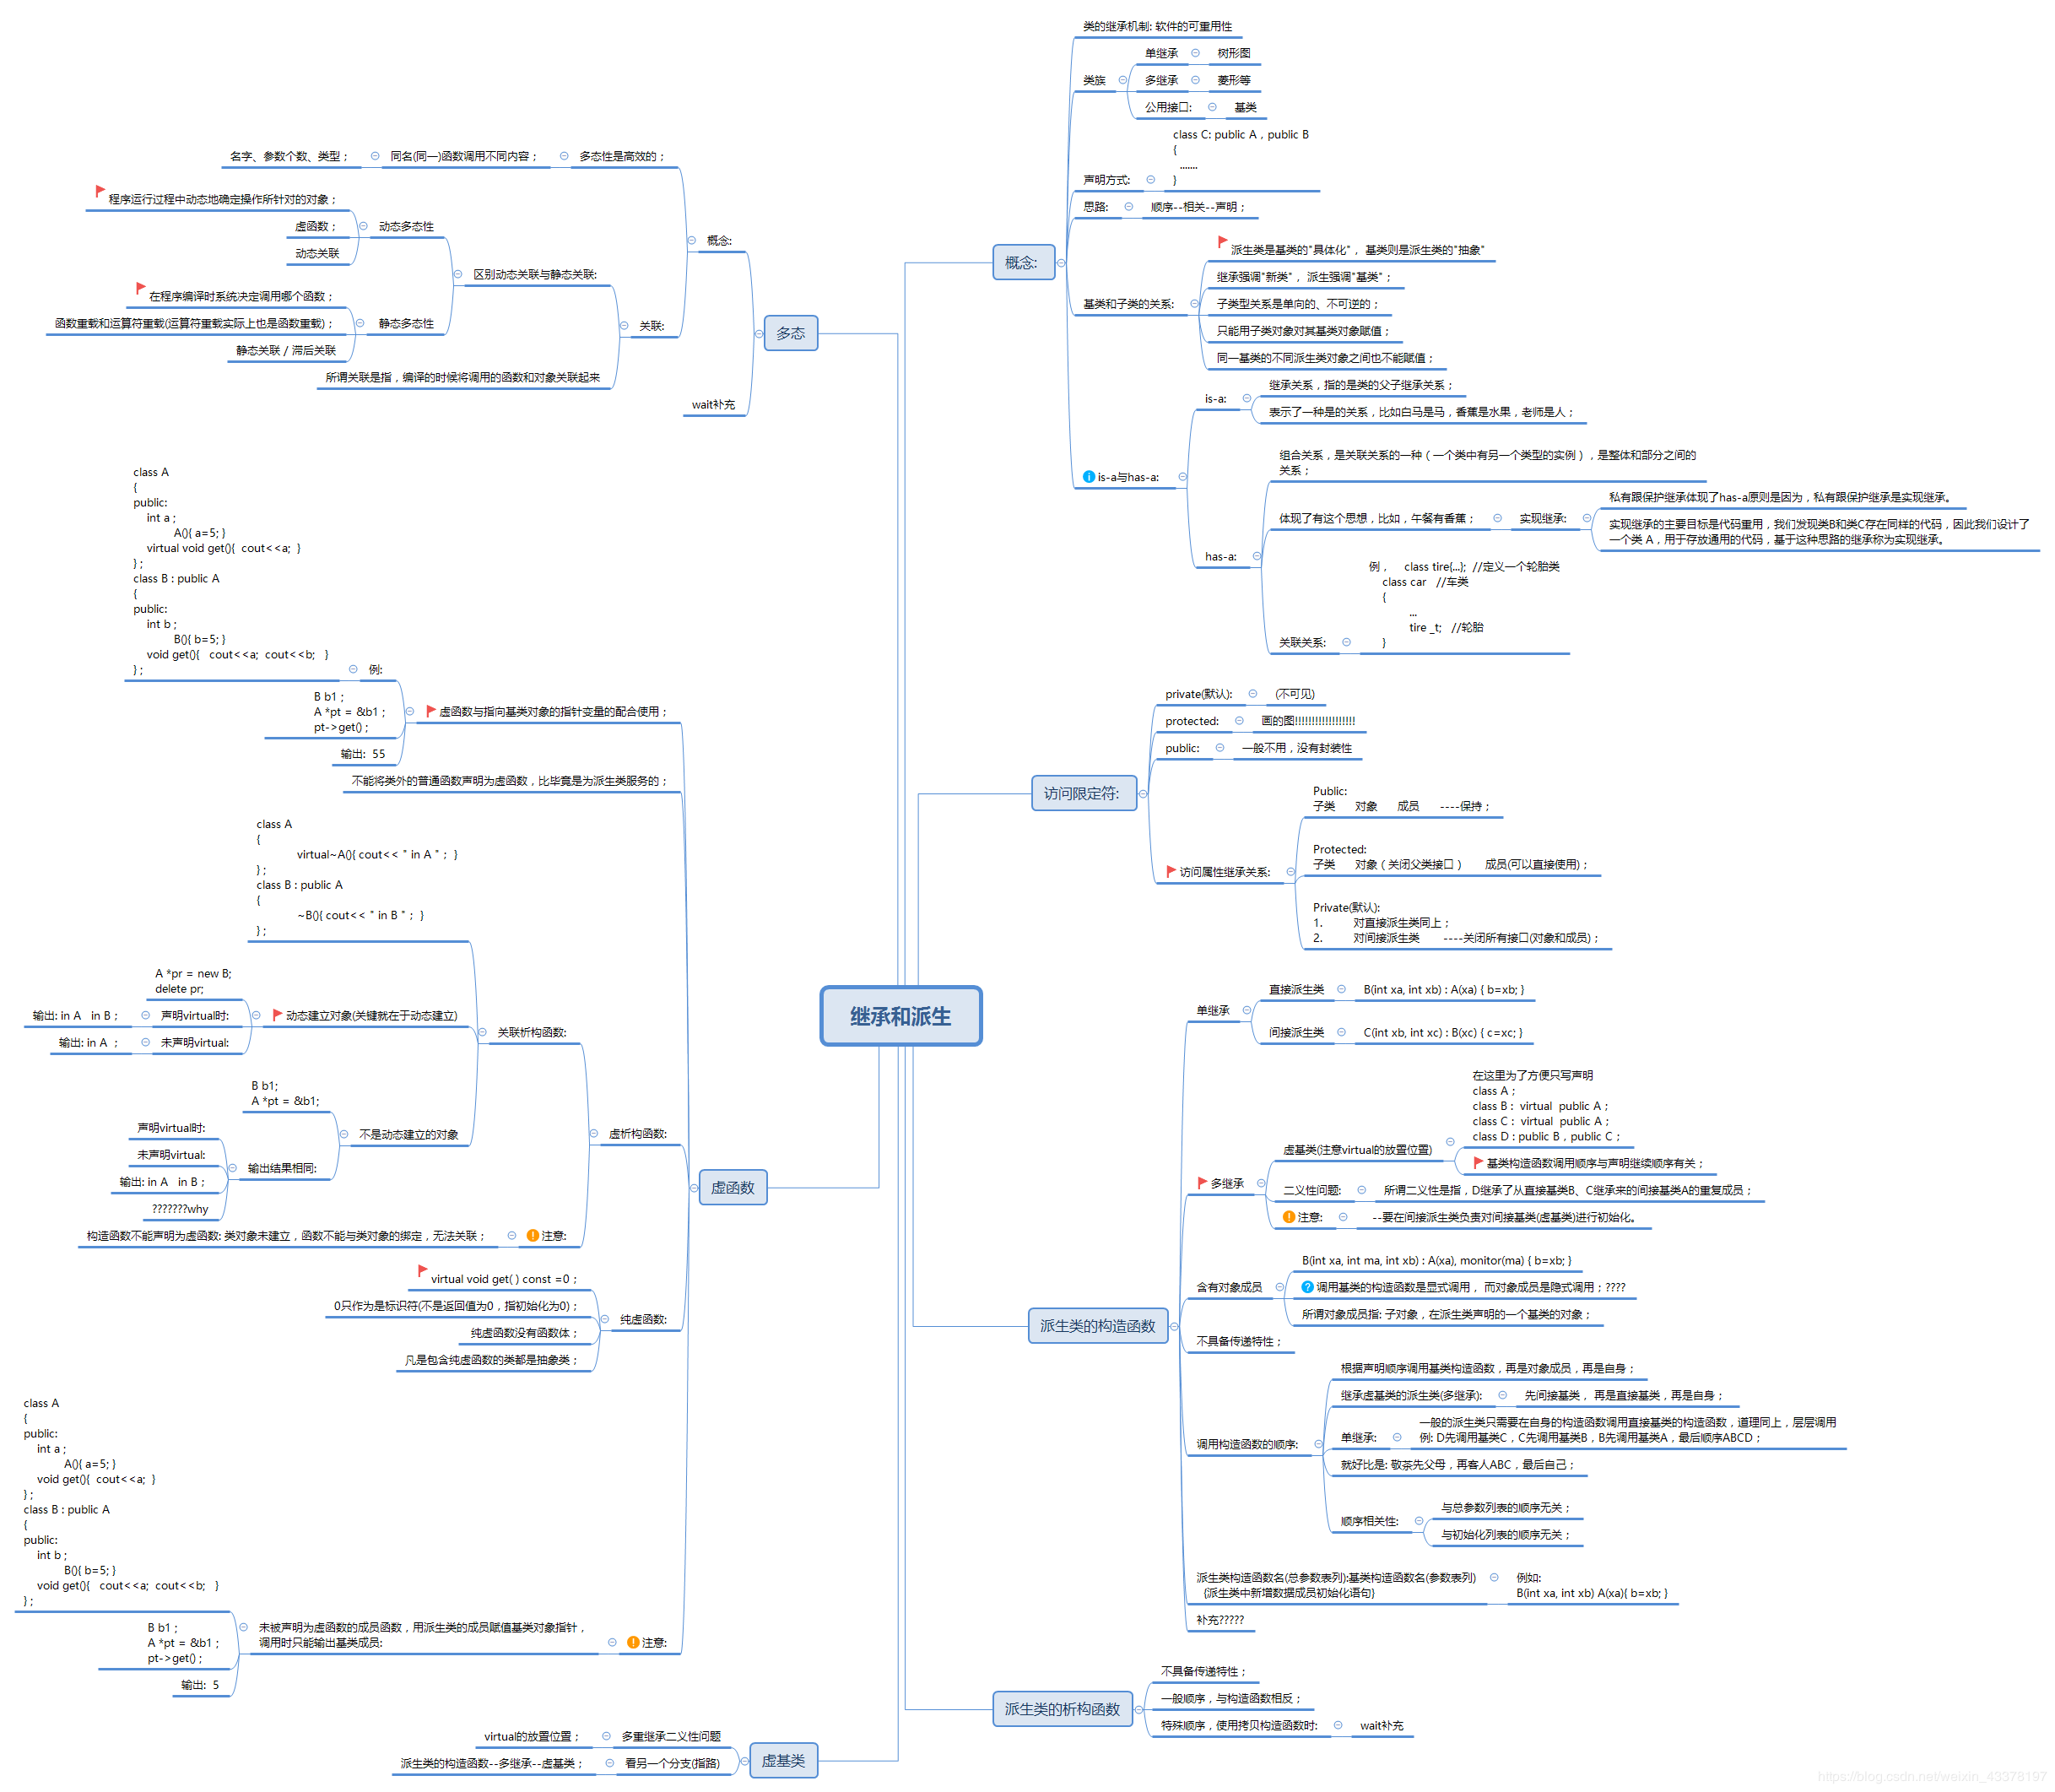 继承和派生
概念:
类的继承机制: 软件的可重用性
类族
单继承
树形图
多继承
菱形等
公用接口:
基类
声明方式:
class C: public A，public B
{
.......
}
思路:
顺序--相关--声明；
基类和子类的关系:
派生类是基类的"具体化"， 基类则是派生类的"抽象"
继承强调"新类"， 派生强调"基类"；
子类型关系是单向的、不可逆的；
只能用子类对象对其基类对象赋值；
同一基类的不同派生类对象之间也不能赋值；
is-a与has-a:
is-a:
继承关系，指的是类的父子继承关系；
表示了一种是的关系，比如白马是马，香蕉是水果，老师是人；
has-a:
组合关系，是关联关系的一种（一个类中有另一个类型的实例），是整体和部分之间的
关系；
体现了有这个思想，比如，午餐有香蕉；
实现继承:
私有跟保护继承体现了has-a原则是因为，私有跟保护继承是实现继承。
实现继承的主要目标是代码重用，我们发现类B和类C存在同样的代码，因此我们设计了
一个类 A，用于存放通用的代码，基于这种思路的继承称为实现继承。
关联关系:
例， class tire{...}; //定义一个轮胎类
class car //车类
{
...
tire _t; //轮胎
}
访问限定符:
private(默认):
(不可见)
protected:
画的图!!!!!!!!!!!!!!!!!!
public:
一般不用，没有封装性
访问属性继承关系:
Public:
子类 对象 成员 ----保持；
Protected:
子类 对象（关闭父类接口） 成员(可以直接使用)；
Private(默认):
1. 对直接派生类同上；
2. 对间接派生类 ----关闭所有接口(对象和成员)；
派生类的构造函数
单继承
直接派生类
B(int xa, int xb) : A(xa) { b=xb; }
间接派生类
C(int xb, int xc) : B(xc) { c=xc; }
多继承
虚基类(注意virtual的放置位置)
在这里为了方便只写声明
class A；
class B： virtual public A；
class C： virtual public A；
class D : public B，public C；
基类构造函数调用顺序与声明继续顺序有关；
二义性问题:
所谓二义性是指，D继承了从直接基类B、C继承来的间接基类A的重复成员；
注意:
--要在间接派生类负责对间接基类(虚基类)进行初始化。
含有对象成员
B(int xa, int ma, int xb) : A(xa), monitor(ma) { b=xb; }
调用基类的构造函数是显式调用， 而对象成员是隐式调用；????
所谓对象成员指: 子对象，在派生类声明的一个基类的对象；
不具备传递特性；
调用构造函数的顺序:
根据声明顺序调用基类构造函数，再是对象成员，再是自身；
继承虚基类的派生类(多继承):
先间接基类， 再是直接基类，再是自身；
单继承:
一般的派生类只需要在自身的构造函数调用直接基类的构造函数，道理同上，层层调用
例: D先调用基类C，C先调用基类B，B先调用基类A，最后顺序ABCD；
就好比是: 敬茶先父母，再客人ABC，最后自己；
顺序相关性:
与总参数列表的顺序无关；
与初始化列表的顺序无关；
派生类构造函数名(总参数表列):基类构造函数名(参数表列)
{派生类中新增数据成员初始化语句}
例如:
B(int xa, int xb) A(xa){ b=xb; }
补充?????
派生类的析构函数
不具备传递特性；
一般顺序，与构造函数相反；
特殊顺序，使用拷贝构造函数时:
wait补充
多态
概念:
多态性是高效的；
同名(同一)函数调用不同内容；
名字、参数个数、类型；
关联:
区别动态关联与静态关联:
动态多态性
程序运行过程中动态地确定操作所针对的对象；
虚函数；
动态关联
静态多态性
在程序编译时系统决定调用哪个函数；
函数重载和运算符重载(运算符重载实际上也是函数重载)；
静态关联 / 滞后关联
所谓关联是指，编译的时候将调用的函数和对象关联起来
wait补充
虚函数
虚函数与指向基类对象的指针变量的配合使用；
例:
class A
{
public:
int a；
A(){ a=5; }
virtual void get(){ cout<<a; }
}；
class B : public A
{
public:
int b；
B(){ b=5; }
void get(){ cout<<a; cout<<b; }
}；
B b1；
A *pt = &b1；
pt->get()；
输出: 55
不能将类外的普通函数声明为虚函数，比毕竟是为派生类服务的；
虚析构函数:
关联析构函数:
class A
{
virtual~A(){ cout<< " in A "； }
}；
class B : public A
{
~B(){ cout<< " in B "； }
}；
动态建立对象(关键就在于动态建立)
A *pr = new B;
delete pr;
声明virtual时:
输出: in A in B；
未声明virtual:
输出: in A ；
不是动态建立的对象
B b1;
A *pt = &b1;
输出结果相同:
声明virtual时:
未声明virtual:
输出: in A in B；
???????why
注意:
构造函数不能声明为虚函数: 类对象未建立，函数不能与类对象的绑定，无法关联；
纯虚函数:
virtual void get( ) const =0；
0只作为是标识符(不是返回值为0，指初始化为0)；
纯虚函数没有函数体；
凡是包含纯虚函数的类都是抽象类；
注意:
未被声明为虚函数的成员函数，用派生类的成员赋值基类对象指针，
调用时只能输出基类成员:
class A
{
public:
int a；
A(){ a=5; }
void get(){ cout<<a; }
}；
class B : public A
{
public:
int b；
B(){ b=5; }
void get(){ cout<<a; cout<<b; }
}；
B b1；
A *pt = &b1；
pt->get()；
输出: 5
虚基类
多重继承二义性问题
virtual的放置位置；
看另一个分支(指路)
派生类的构造函数--多继承--虚基类；
https://blog.csdn.net/weixin_43378197